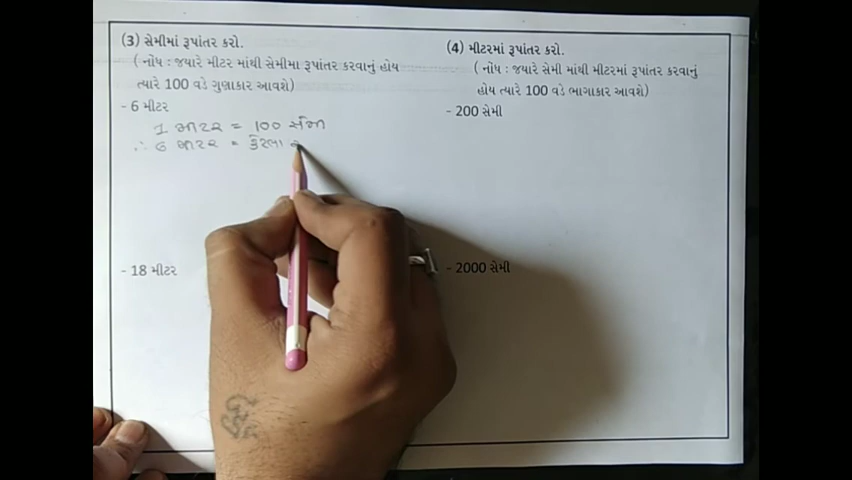 (3) સેમીમાં રૂપાંતર કરો.
( નોંધ : જ્યારે મીટર માંથી સેમીમા રૂપાંતર કરવાનું હોય
ત્યારે 100 વડે ગુણાકાર આવશે)
- 6 મીટર
1 મીટર = 100 સેમી
∴ 6 મીટર = કેટલા
- 18 મીટર
(4) મીટરમાં રૂપાંતર કરો.
( નોંધ : જ્યારે સેમી માંથી મીટરમાં રૂપાંતર કરવાનું
હોય ત્યારે 100 વડે ભાગાકાર આવશે)
- 200 સેમી
- 2000 સેમી